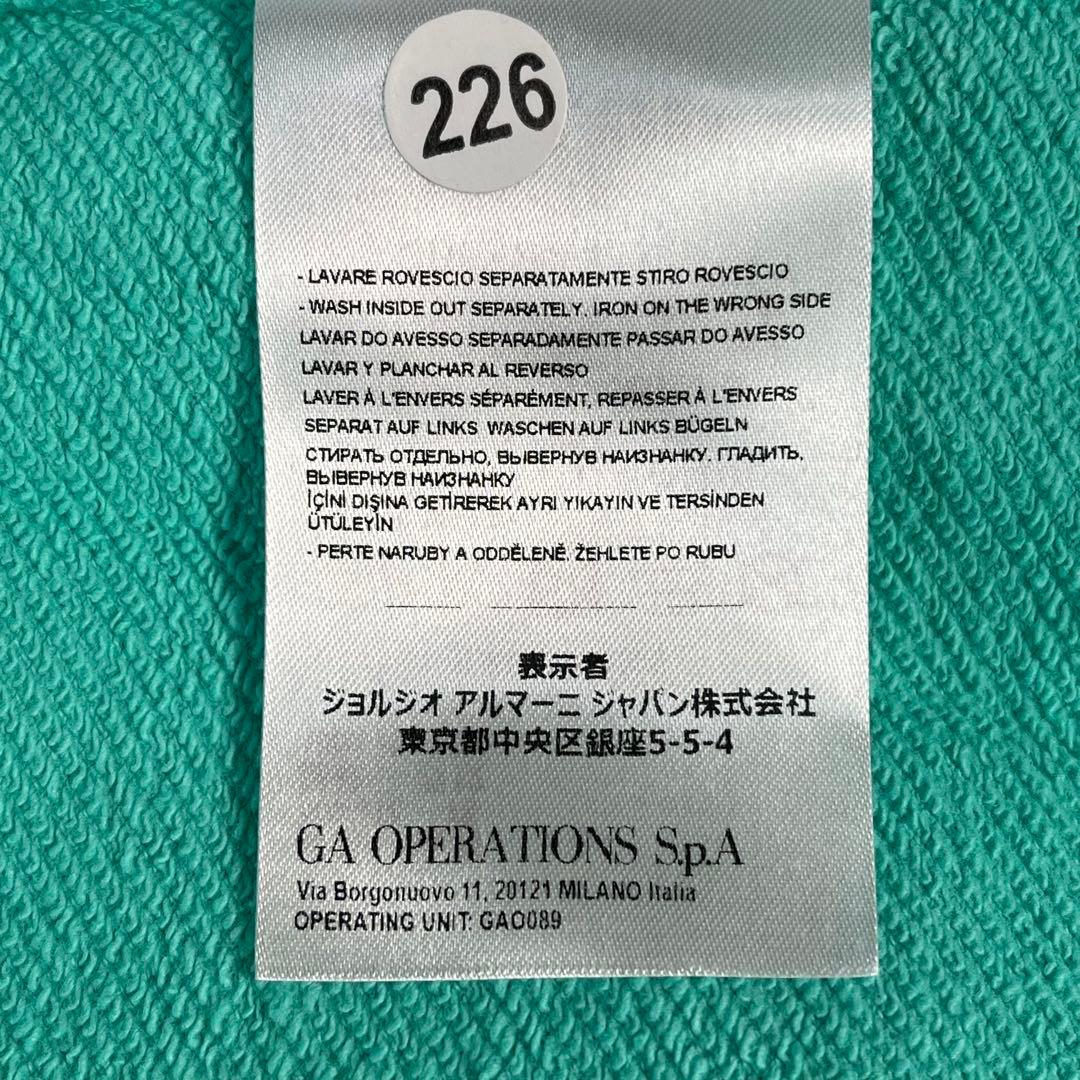 226
- LAVARE ROVESCIO SEPARATAMENTE STIRO ROVESCIO
- WASH INSIDE OUT SEPARATELY. IRON ON THE WRONG SIDE
LAVAR DO AVESSO SEPARADAMENTE PASSAR DO AVESSO
LAVAR Y PLANCHAR AL REVERSO
LAVER À L'ENVERS SÉPARÉMENT, REPASSER À L'ENVERS
SEPARAT AUF LINKS WASCHEN AUF LINKS BÜGELN
СТИРАТЬ ОТДЕЛЬНО, ВЫВЕРНУВ НАИЗНАНКУ. ГЛАДИТЬ,
ВЫВЕРНУВ НАИЗНАНКУ
İÇİNİ DIŞINA GETİREREK AYRI YIKAYIN VE TERSİNDEN
ÜTÜLEYİN
- PERTE NARUBY A ODDĚLENĚ. ŽEHLETE PO RUBU
表示者
ジョルジオ アルマーニ ジャパン株式会社
東京都中央区銀座5-5-4
GA OPERATIONS S.p.A
Via Borgonuovo 11, 20121 MILANO Italia
OPERATING UNIT: GAO089